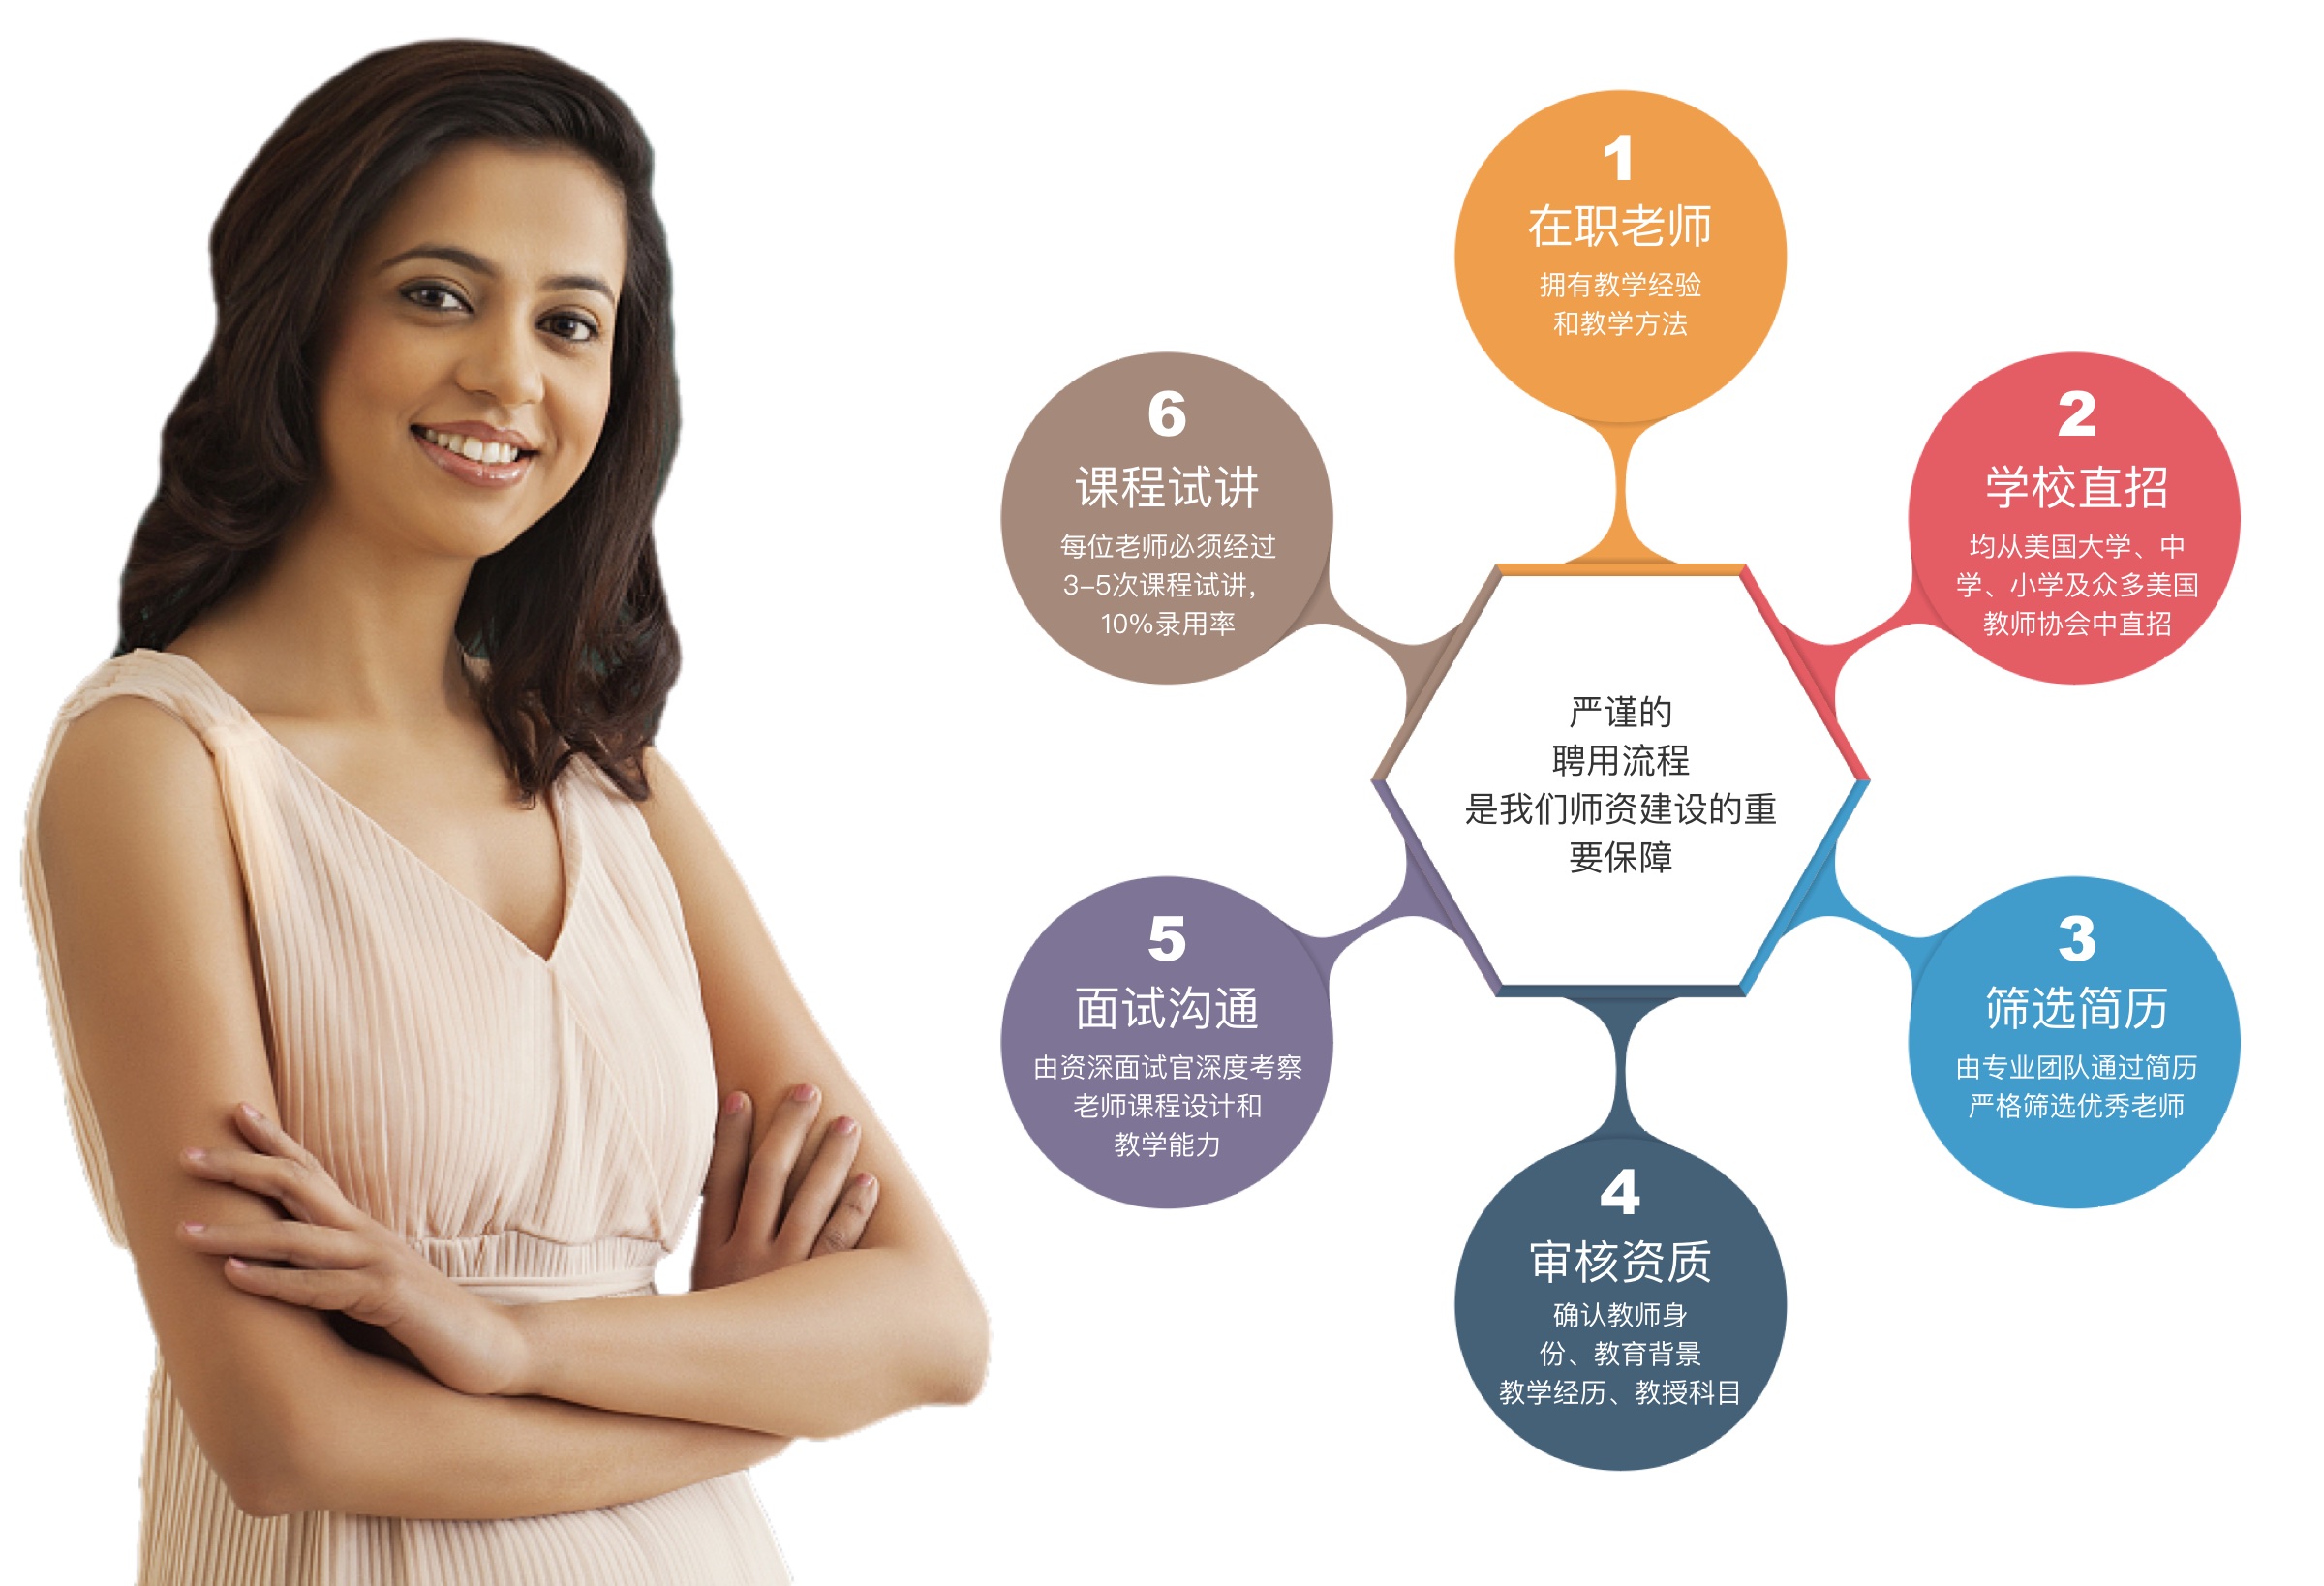 1
在职老师
拥有教学经验
和教学方法
2
学校直招
均从美国大学、中
学、小学及众多美国
教师协会中直招
3
筛选简历
由专业团队通过简历
严格筛选优秀老师
4
审核资质
确认教师身
份、教育背景
教学经历、教授科目
5
面试沟通
由资深面试官深度考察
老师课程设计和
教学能力
6
课程试讲
每位老师必须经过
3-5次课程试讲，
10%录用率
严谨的
聘用流程
是我们师资建设的重
要保障